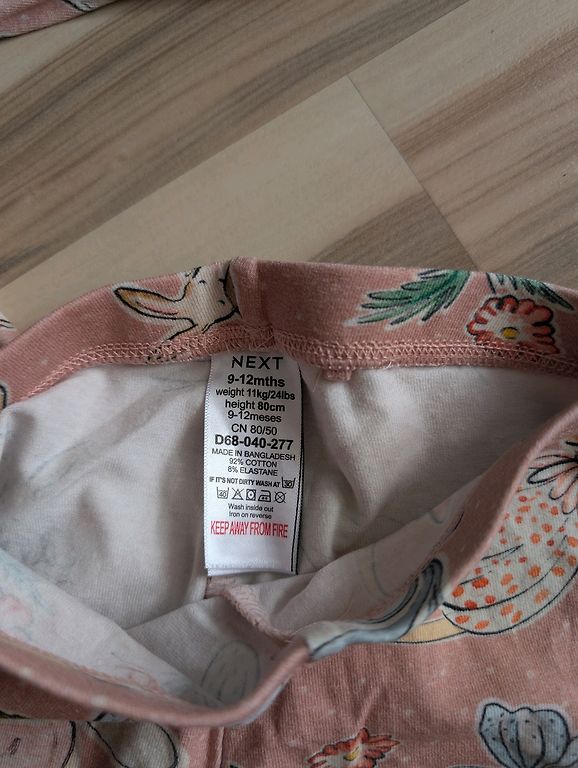 NEXT
9-12mths
weight 11kg/24lbs
height 80cm
9-12meses
CN 80/50
D68-040-277
MADE IN BANGLADESH
92% COTTON
8% ELASTANE
IF IT'S NOT DIRTY WASH AT 30
40
Wash inside out
Iron on reverse
KEEP AWAY FROM FIRE